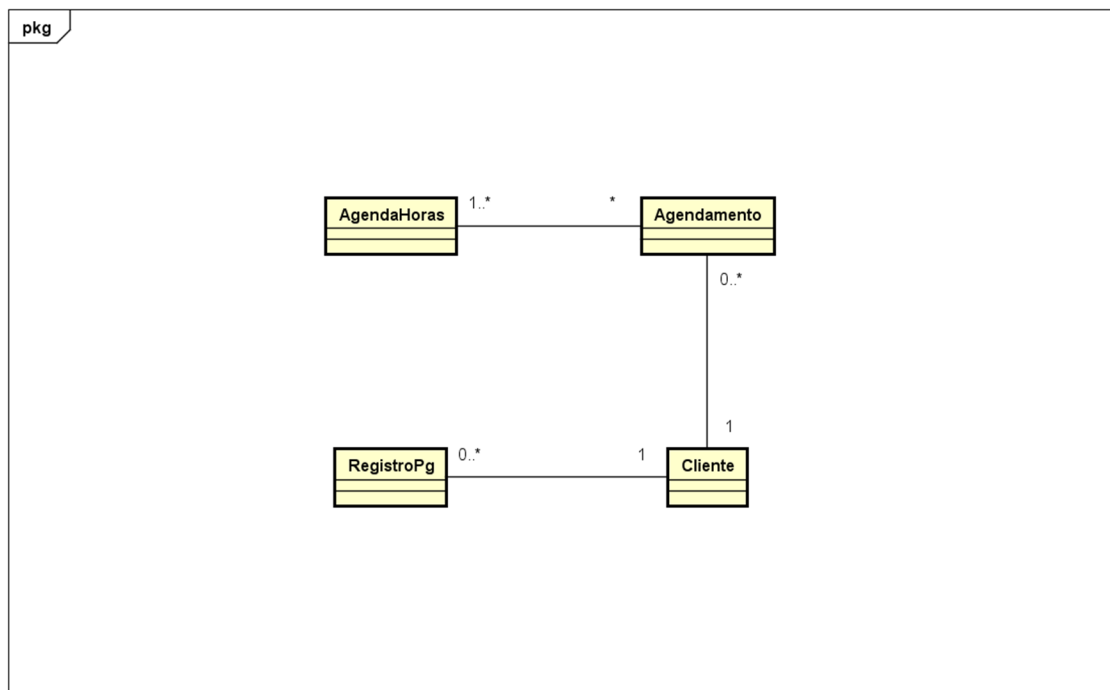 pkg
AgendaHoras
1..*
*
Agendamento
0..*
1
RegistroPg
0..*
1
Cliente